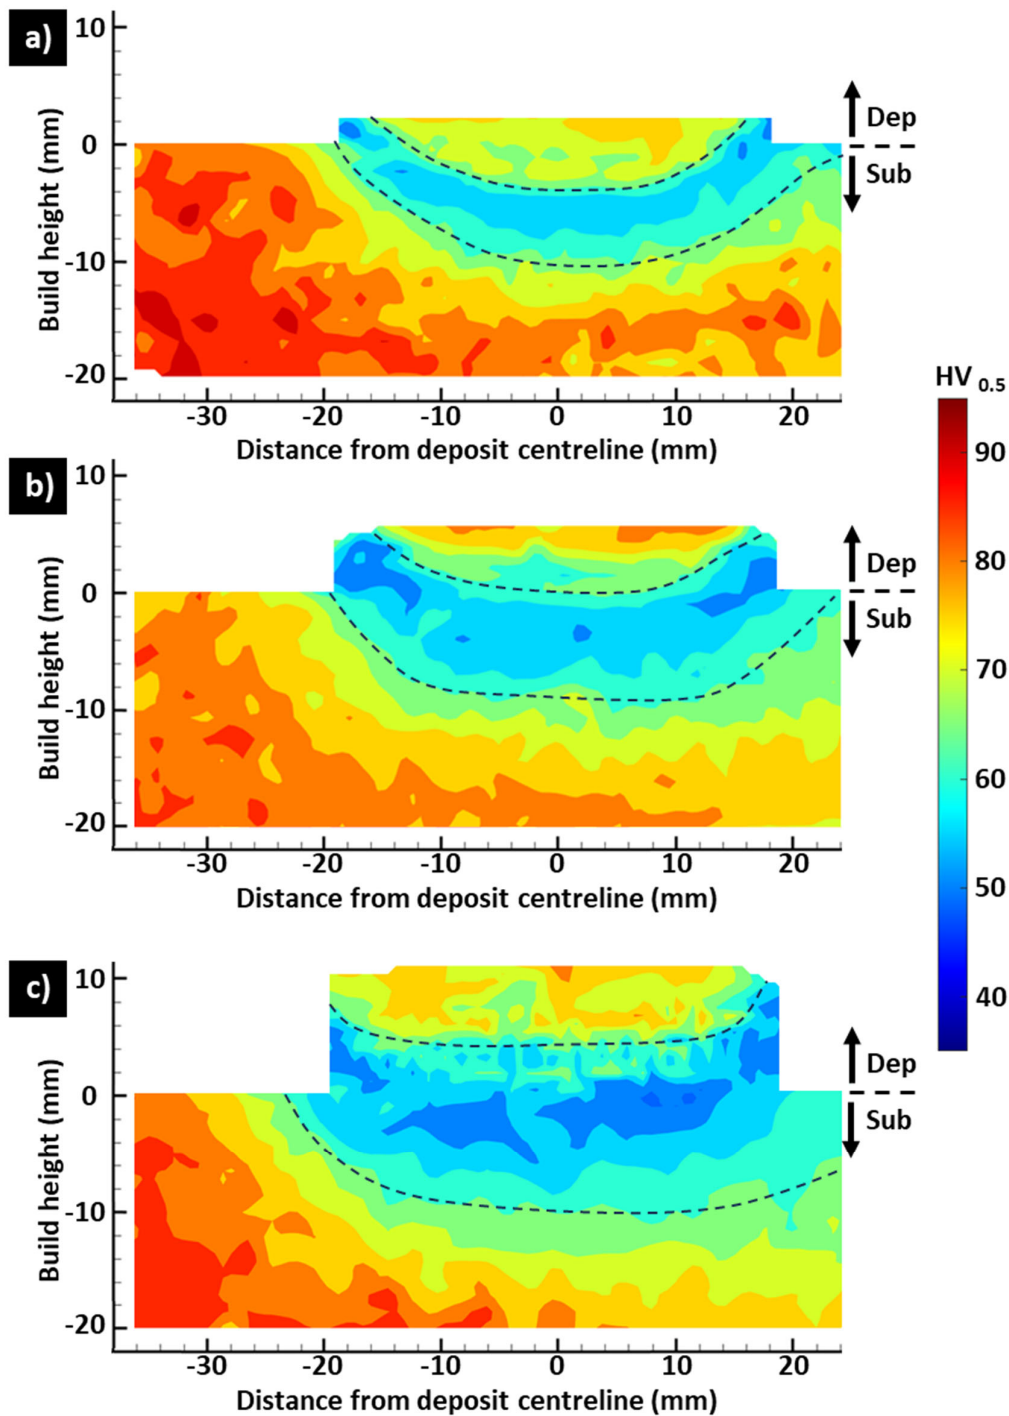 a)
10
0
-10
-20
Build height (mm)
Dep
Sub
-30 -20 -10 0 10 20
Distance from deposit centreline (mm)
HV 0.5
90
80
70
60
50
40
b)
10
0
-10
-20
Build height (mm)
Dep
Sub
-30 -20 -10 0 10 20
Distance from deposit centreline (mm)
c)
10
0
-10
-20
Build height (mm)
Dep
Sub
-30 -20 -10 0 10 20
Distance from deposit centreline (mm)